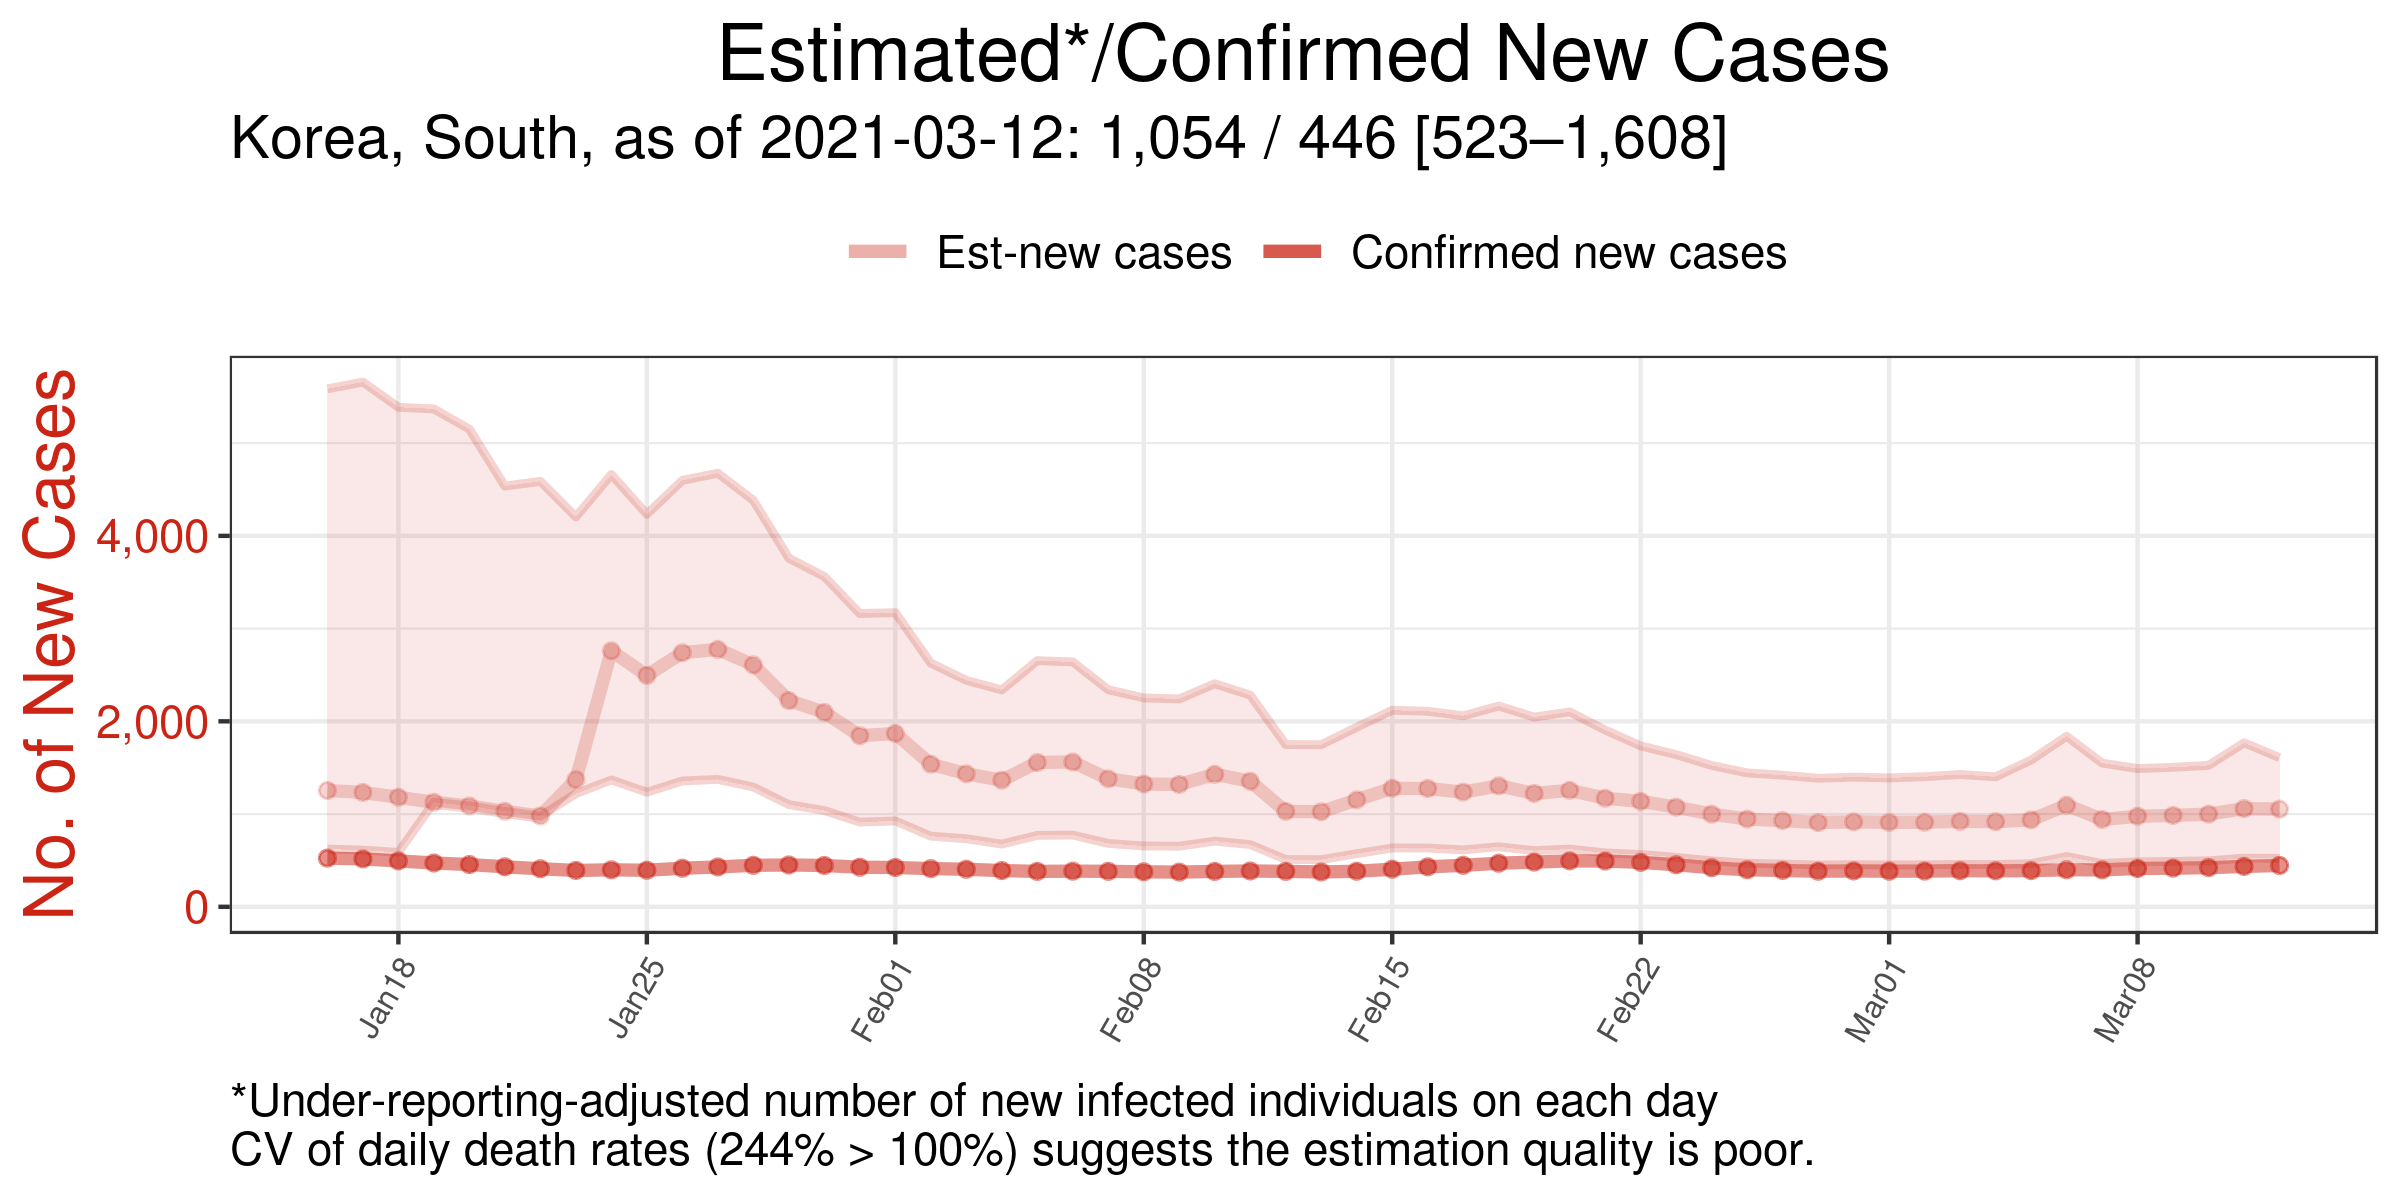 Estimated*/Confirmed New Cases
Korea, South, as of 2021-03-12: 1,054 / 446 [523–1,608]
Est-new cases Confirmed new cases
No. of New Cases
4,000
2,000
0
Jan18 Jan25 Feb01 Feb08 Feb15 Feb22 Mar01 Mar08
*Under-reporting-adjusted number of new infected individuals on each day
CV of daily death rates (244% > 100%) suggests the estimation quality is poor.